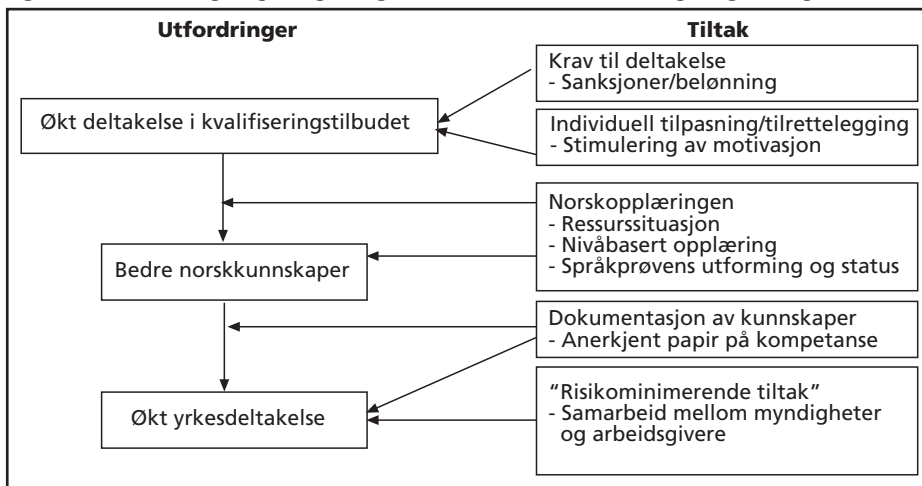 Utfordringer
Tiltak
Økt deltakelse i kvalifiseringstilbudet
Bedre norskkunnskaper
Økt yrkesdeltakelse
Krav til deltakelse
- Sanksjoner/belønning
Individuell tilpasning/tilrettelegging
- Stimulering av motivasjon
Norskopplæringen
- Ressurssituasjon
- Nivåbasert opplæring
- Språkprøvens utforming og status
Dokumentasjon av kunnskaper
- Anerkjent papir på kompetanse
“Risikominimerende tiltak”
- Samarbeid mellom myndigheter
og arbeidsgivere